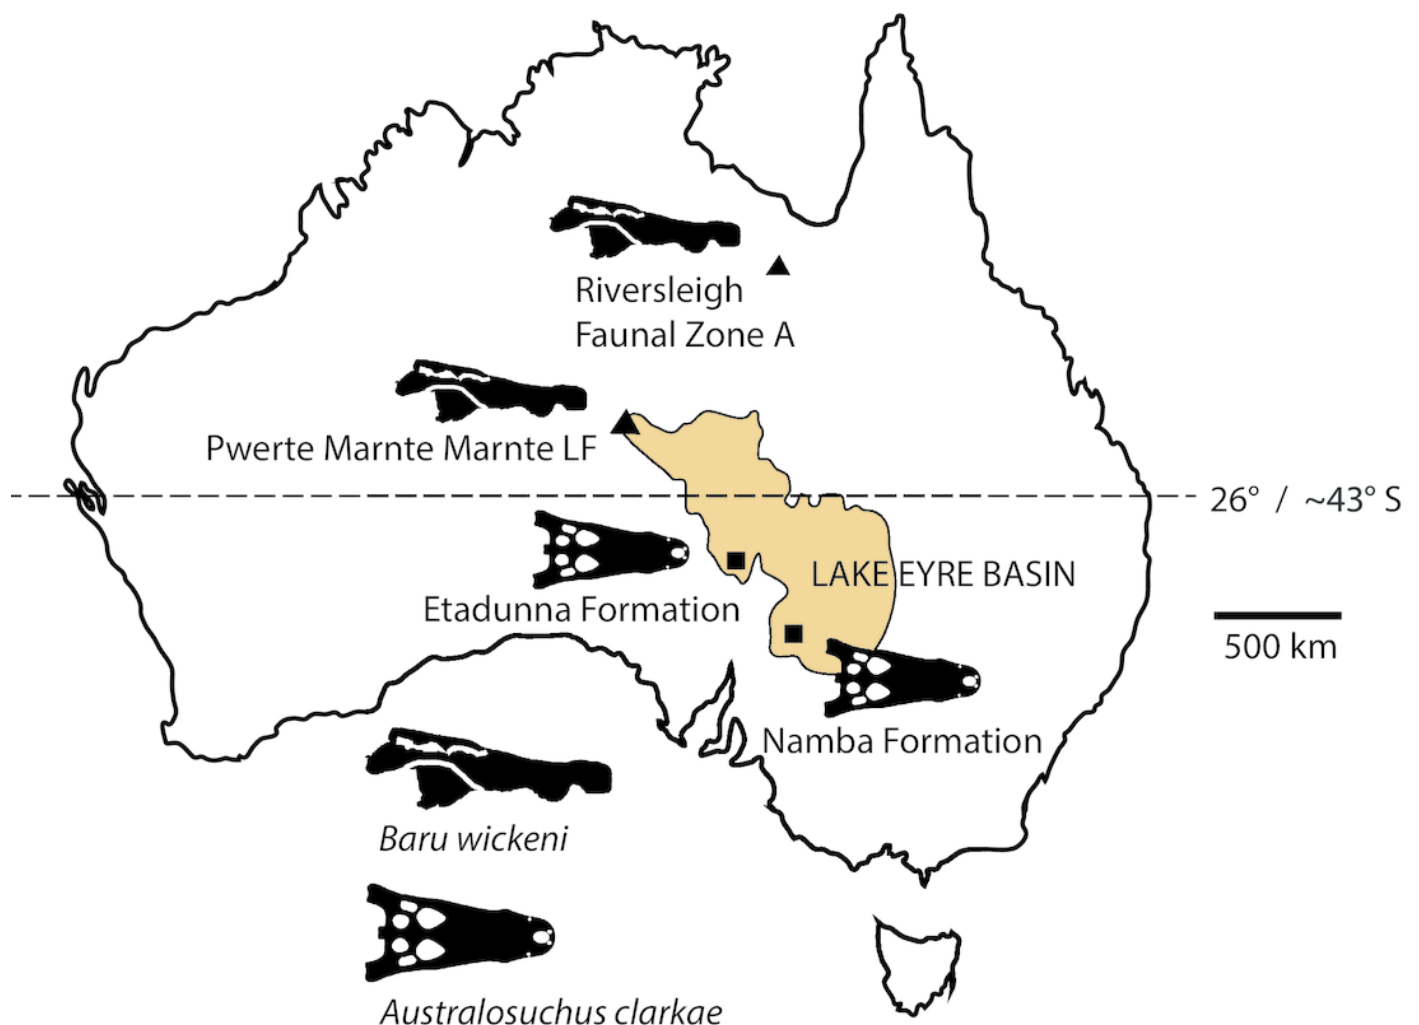 Riversleigh
Faunal Zone A
Pwerte Marnte Marnte LF
26° / ~43° S
LAKE EYRE BASIN
Etadunna Formation
500 km
Namba Formation
Baru wickeni
Australosuchus clarkae